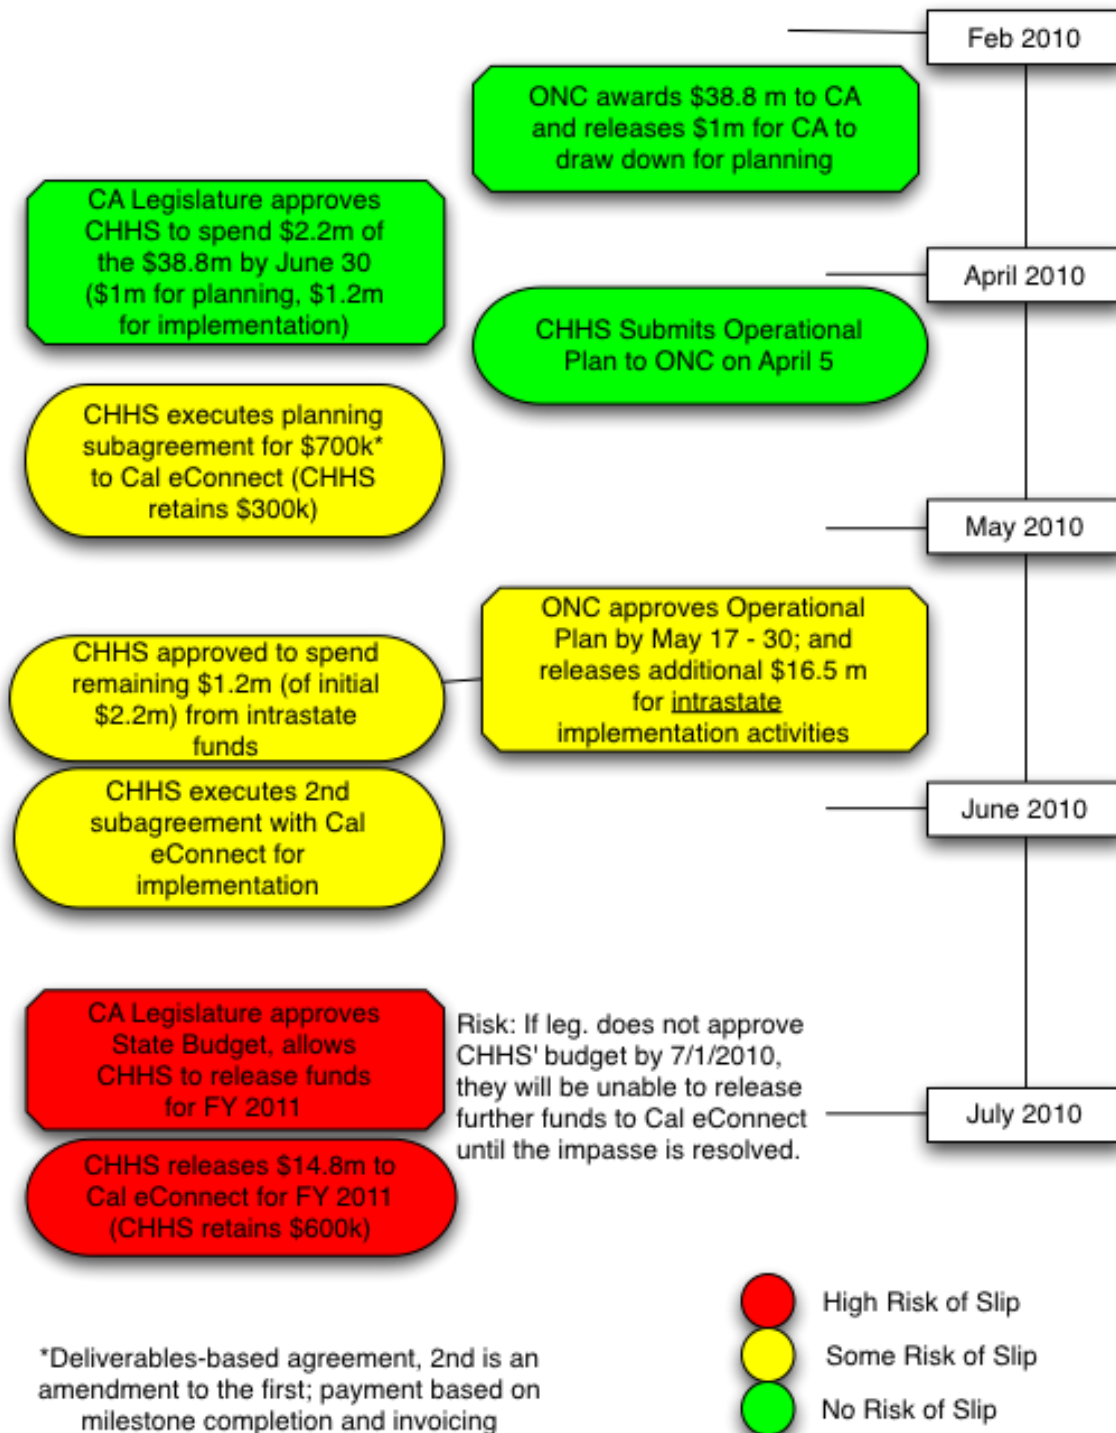 Feb 2010
ONC awards $38.8 m to CA
and releases $1m for CA to
draw down for planning
CA Legislature approves
CHHS to spend $2.2m of
the $38.8m by June 30
($1m for planning, $1.2m
for implementation)
April 2010
CHHS Submits Operational
Plan to ONC on April 5
CHHS executes planning
subagreement for $700k*
to Cal eConnect (CHHS
retains $300k)
May 2010
ONC approves Operational
Plan by May 17 - 30; and
releases additional $16.5 m
for intrastate
implementation activities
CHHS approved to spend
remaining $1.2m (of initial
$2.2m) from intrastate
funds
CHHS executes 2nd
subagreement with Cal
eConnect for
implementation
June 2010
CA Legislature approves
State Budget, allows
CHHS to release funds
for FY 2011
Risk: If leg. does not approve
CHHS' budget by 7/1/2010,
they will be unable to release
further funds to Cal eConnect
until the impasse is resolved.
July 2010
CHHS releases $14.8m to
Cal eConnect for FY 2011
(CHHS retains $600k)
High Risk of Slip
Some Risk of Slip
No Risk of Slip
*Deliverables-based agreement, 2nd is an
amendment to the first; payment based on
milestone completion and invoicing